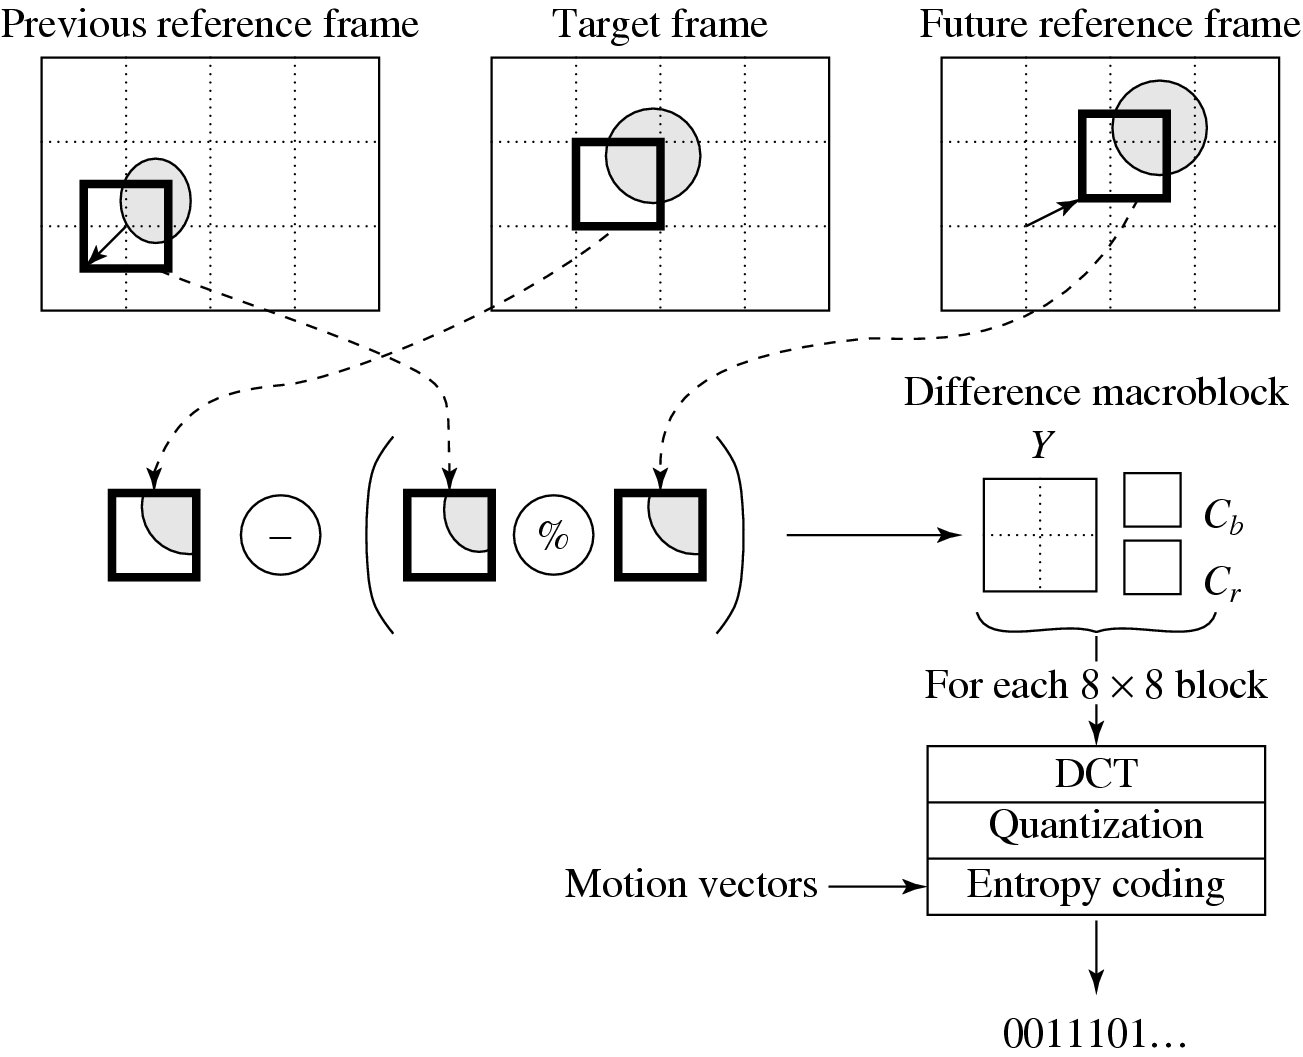 Previous reference frame
Target frame
Future reference frame
Difference macroblock
Y
− %
C_b
C_r
For each 8 × 8 block
DCT
Quantization
Motion vectors
Entropy coding
0011101…